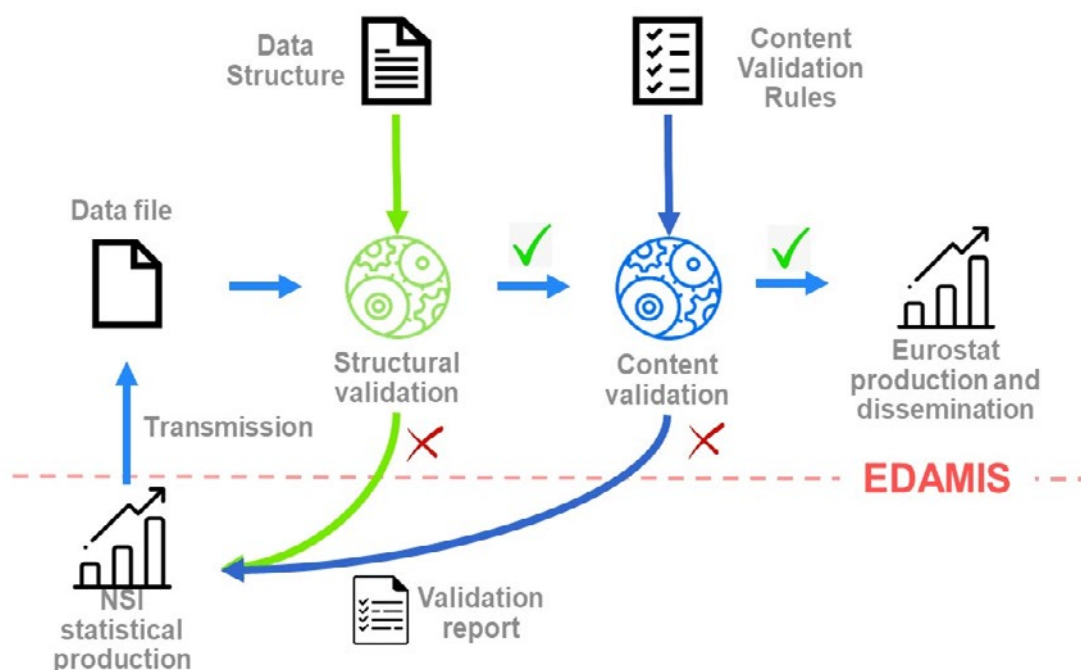 Data
Structure
Content
Validation
Rules
Data file
Structural
validation
Content
validation
Eurostat
production and
dissemination
Transmission
EDAMIS
NSI
statistical
production
Validation
report